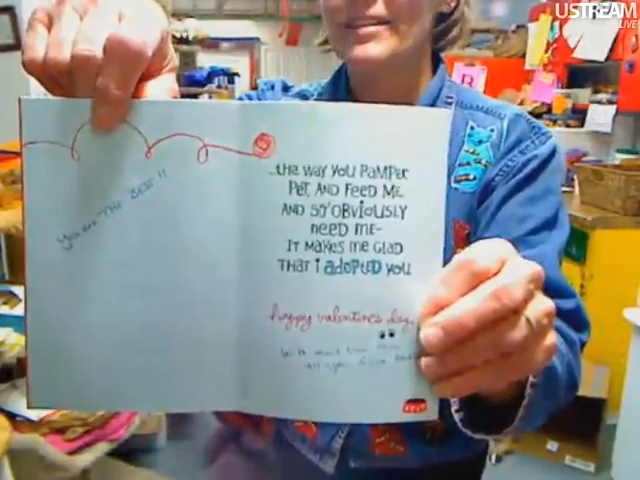 USTREAM
LIVE
R
You are THE BEST!!
...the way you pamper
pet and feed me
and so obviously
need me-
it makes me glad
that i adopted you
happy valentine's day.